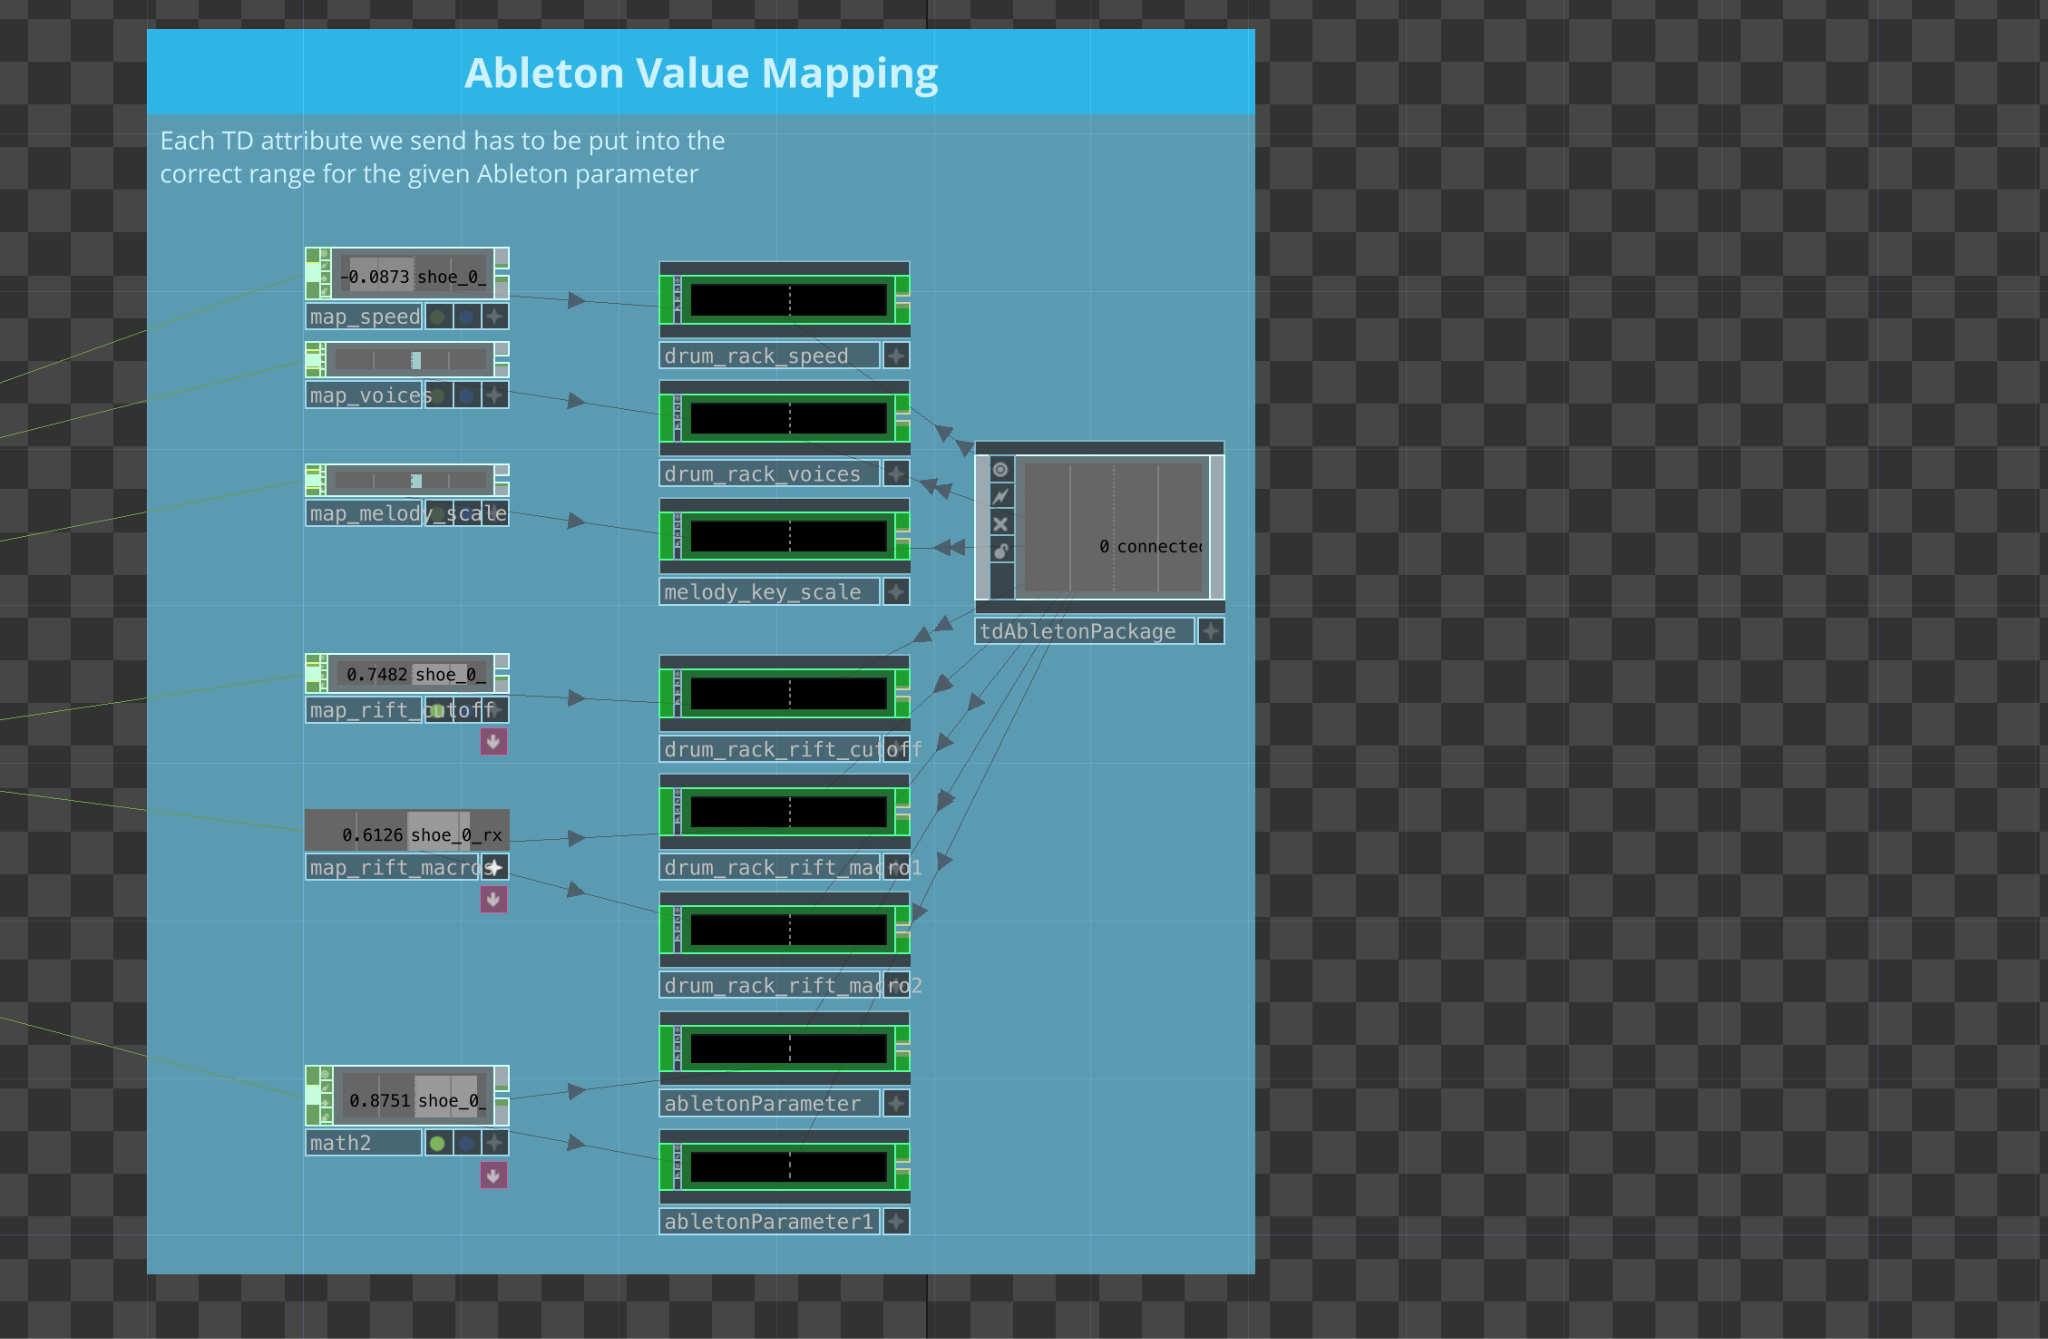 Ableton Value Mapping
Each TD attribute we send has to be put into the
correct range for the given Ableton parameter
-0.0873 shoe_0_
map_speed
drum_rack_speed
map_voices
drum_rack_voices
map_melody_scale
melody_key_scale
0 connected
tdAbletonPackage
0.7482 shoe_0_
map_rift_cutoff
drum_rack_rift_cutoff
0.6126 shoe_0_rx
map_rift_macros
drum_rack_rift_macro1
drum_rack_rift_macro2
0.8751 shoe_0_
math2
abletonParameter
abletonParameter1